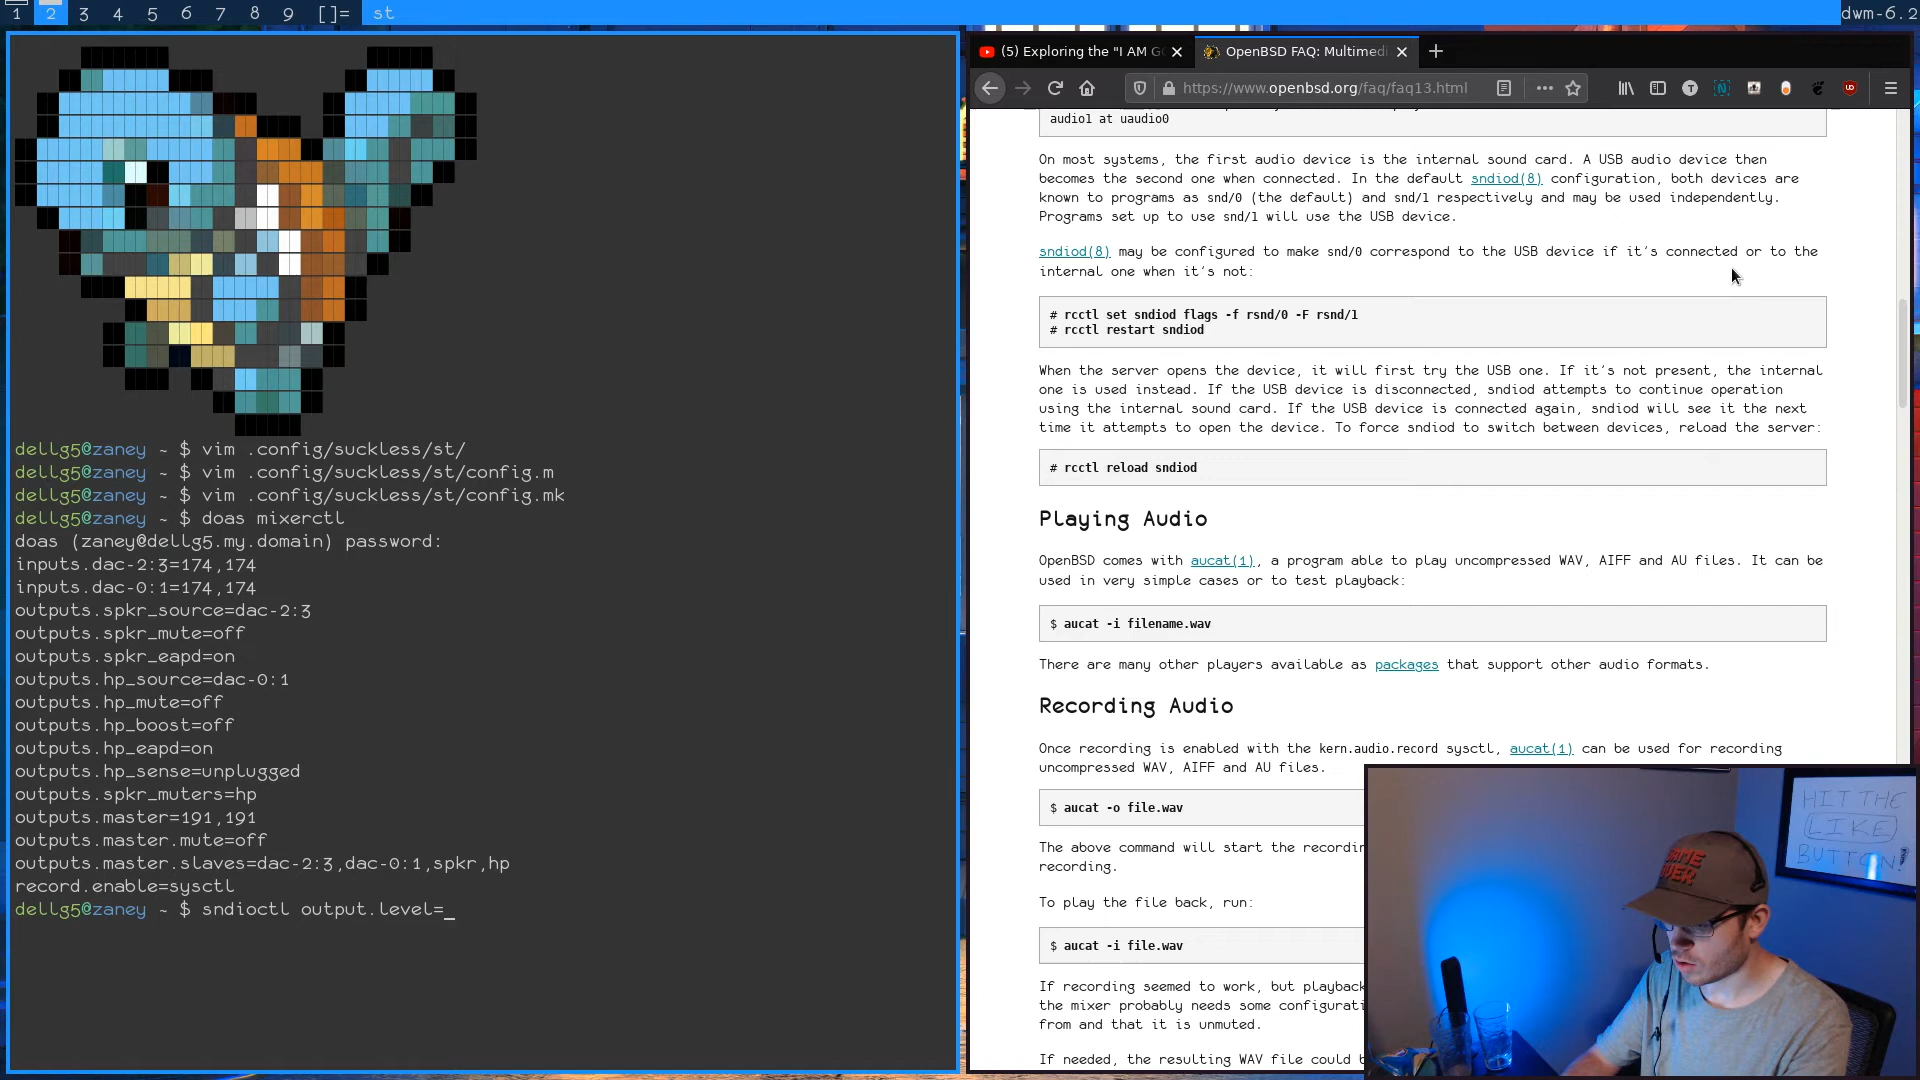 1 2 3 4 5 6 7 8 9 []= st dwm-6.2
dellg5@zaney ~ $ vim .config/suckless/st/
dellg5@zaney ~ $ vim .config/suckless/st/config.m
dellg5@zaney ~ $ vim .config/suckless/st/config.mk
dellg5@zaney ~ $ doas mixerctl
doas (zaney@dellg5.my.domain) password:
inputs.dac-2:3=174,174
inputs.dac-0:1=174,174
outputs.spkr_source=dac-2:3
outputs.spkr_mute=off
outputs.spkr_eapd=on
outputs.hp_source=dac-0:1
outputs.hp_mute=off
outputs.hp_boost=off
outputs.hp_eapd=on
outputs.hp_sense=unplugged
outputs.spkr_muters=hp
outputs.master=191,191
outputs.master.mute=off
outputs.master.slaves=dac-2:3,dac-0:1,spkr,hp
record.enable=sysctl
dellg5@zaney ~ $ sndioctl output.level=_
(5) Exploring the "I AM G
OpenBSD FAQ: Multimedi
https://www.openbsd.org/faq/faq13.html
audio1 at uaudio0
On most systems, the first audio device is the internal sound card. A USB audio device then
becomes the second one when connected. In the default sndiod(8) configuration, both devices are
known to programs as snd/0 (the default) and snd/1 respectively and may be used independently.
Programs set up to use snd/1 will use the USB device.
sndiod(8) may be configured to make snd/0 correspond to the USB device if it's connected or to the
internal one when it's not:
# rcctl set sndiod flags -f rsnd/0 -F rsnd/1
# rcctl restart sndiod
When the server opens the device, it will first try the USB one. If it's not present, the internal
one is used instead. If the USB device is disconnected, sndiod attempts to continue operation
using the internal sound card. If the USB device is connected again, sndiod will see it the next
time it attempts to open the device. To force sndiod to switch between devices, reload the server:
# rcctl reload sndiod
Playing Audio
OpenBSD comes with aucat(1), a program able to play uncompressed WAV, AIFF and AU files. It can be
used in very simple cases or to test playback:
$ aucat -i filename.wav
There are many other players available as packages that support other audio formats.
Recording Audio
Once recording is enabled with the kern.audio.record sysctl, aucat(1) can be used for recording
uncompressed WAV, AIFF and AU files.
$ aucat -o file.wav
The above command will start the recordin
recording.
To play the file back, run:
$ aucat -i file.wav
If recording seemed to work, but playback
the mixer probably needs some configurati
from and that it is unmuted.
If needed, the resulting WAV file could b
HIT THE
LIKE
BUTTON!